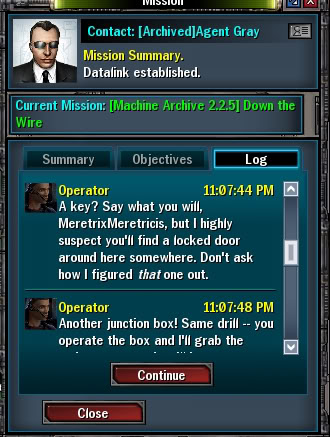 Mission
Contact: [Archived]Agent Gray
Mission Summary.
Datalink established.
Current Mission: [Machine Archive 2.2.5] Down the
Wire
Summary
Objectives
Log
Operator 11:07:44 PM
A key? Say what you will,
MeretrixMeretricis, but I highly
suspect you'll find a locked door
around here somewhere. Don't ask
how I figured that one out.
Operator 11:07:48 PM
Another junction box! Same drill -- you
operate the box and I'll grab the
Continue
Close